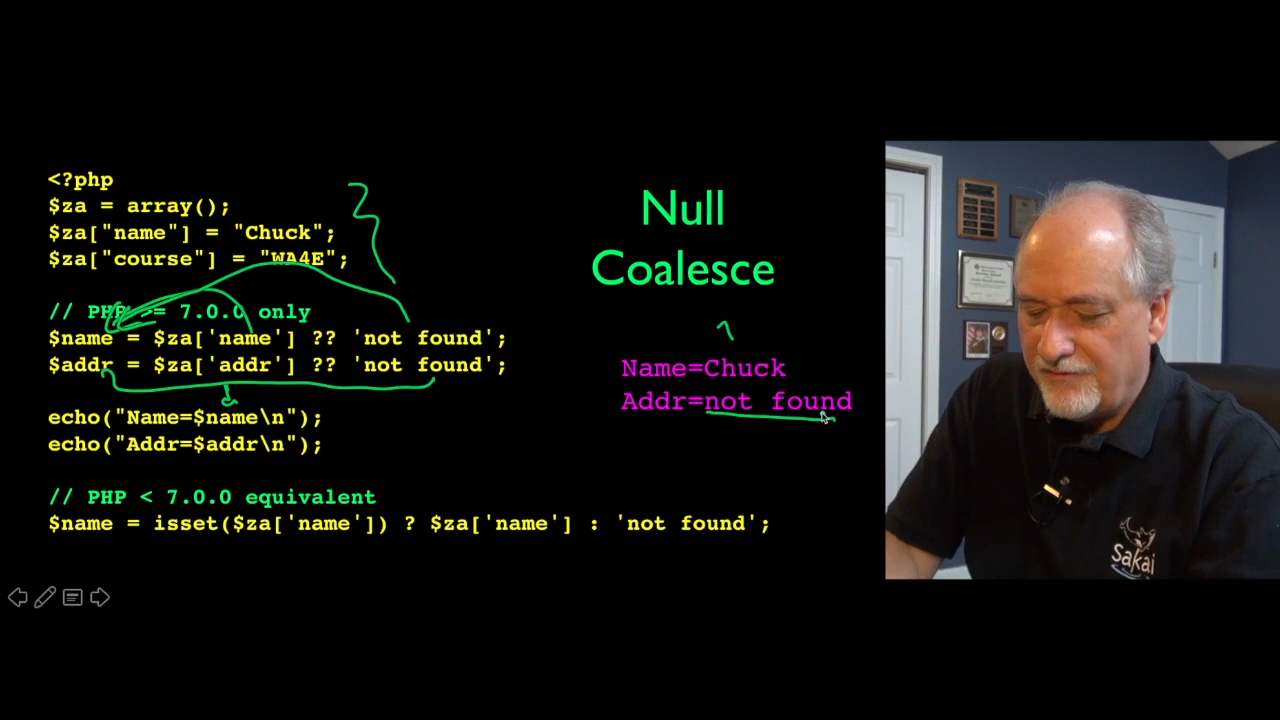 <?php
$za = array();
$za["name"] = "Chuck";
$za["course"] = "WA4E";
// PHP >= 7.0.0 only
$name = $za['name'] ?? 'not found';
$addr = $za['addr'] ?? 'not found';
echo("Name=$name\n");
echo("Addr=$addr\n");
// PHP < 7.0.0 equivalent
$name = isset($za['name']) ? $za['name'] : 'not found';
Null
Coalesce
Name=Chuck
Addr=not found
sakai